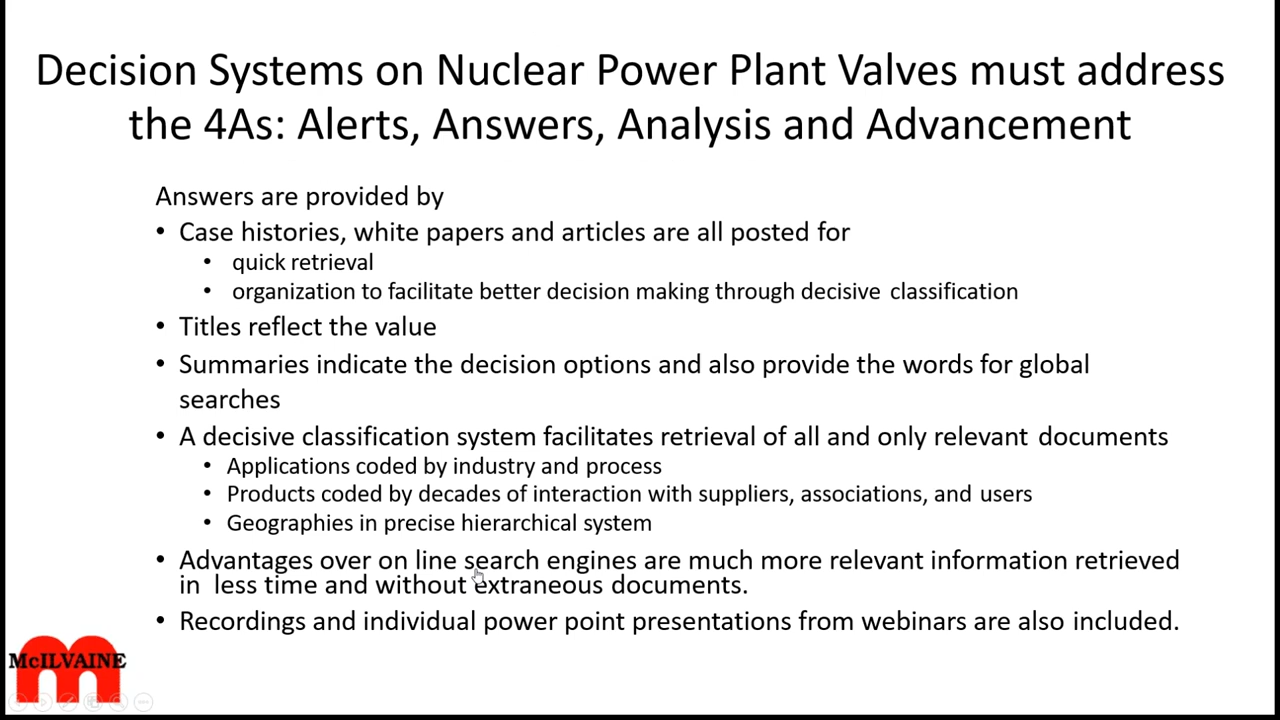 Decision Systems on Nuclear Power Plant Valves must address
the 4As: Alerts, Answers, Analysis and Advancement
Answers are provided by
• Case histories, white papers and articles are all posted for
• quick retrieval
• organization to facilitate better decision making through decisive classification
• Titles reflect the value
• Summaries indicate the decision options and also provide the words for global
searches
• A decisive classification system facilitates retrieval of all and only relevant documents
• Applications coded by industry and process
• Products coded by decades of interaction with suppliers, associations, and users
• Geographies in precise hierarchical system
• Advantages over on line search engines are much more relevant information retrieved
in less time and without extraneous documents.
• Recordings and individual power point presentations from webinars are also included.
McILVAINE